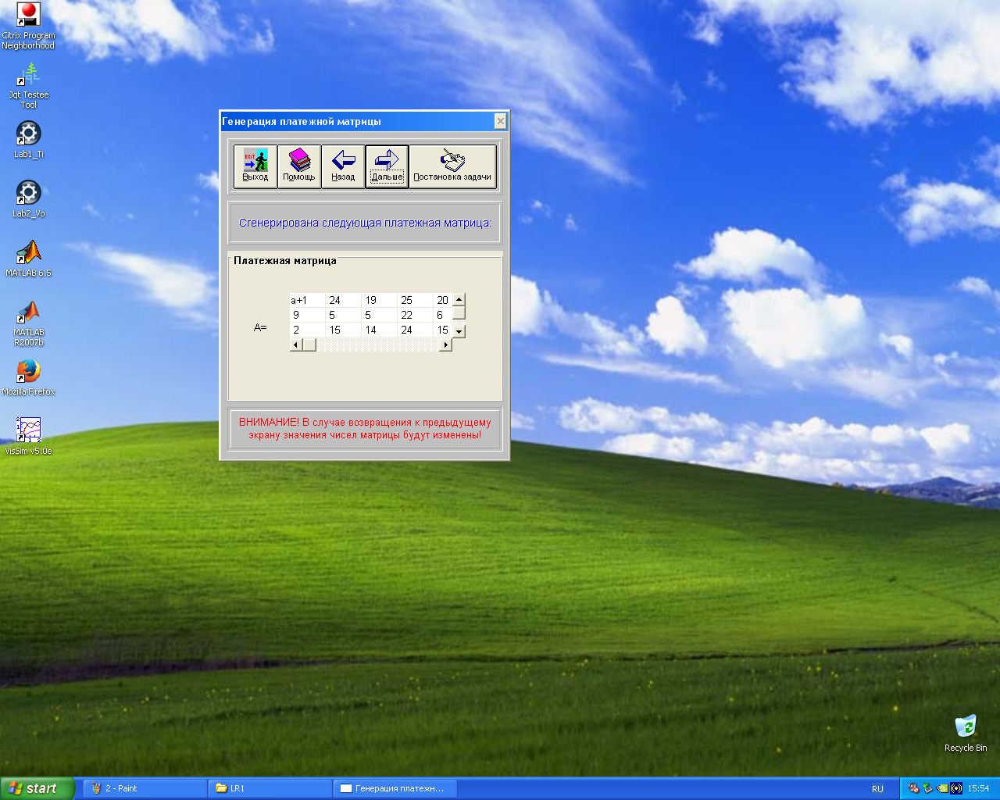 Citrix Program
Neighborhood
Jqt Testee
Tool
Lab1_Ti
Lab2_Vo
MATLAB 6.5
MATLAB
R2007b
Mozilla Firefox
VisSim v5.0e
Генерация платежной матрицы
EXIT
Выход
Помощь
Назад
Дальше
Постановка задачи
Сгенерирована следующая платежная матрица:
Платежная матрица
A=
a+1 24 19 25 20
9 5 5 22 6
2 15 14 24 15
ВНИМАНИЕ! В случае возвращения к предыдущему
экрану значения чисел матрицы будут изменены!
Recycle Bin
start
2 - Paint
LR1
Генерация платежн...
RU
15:54